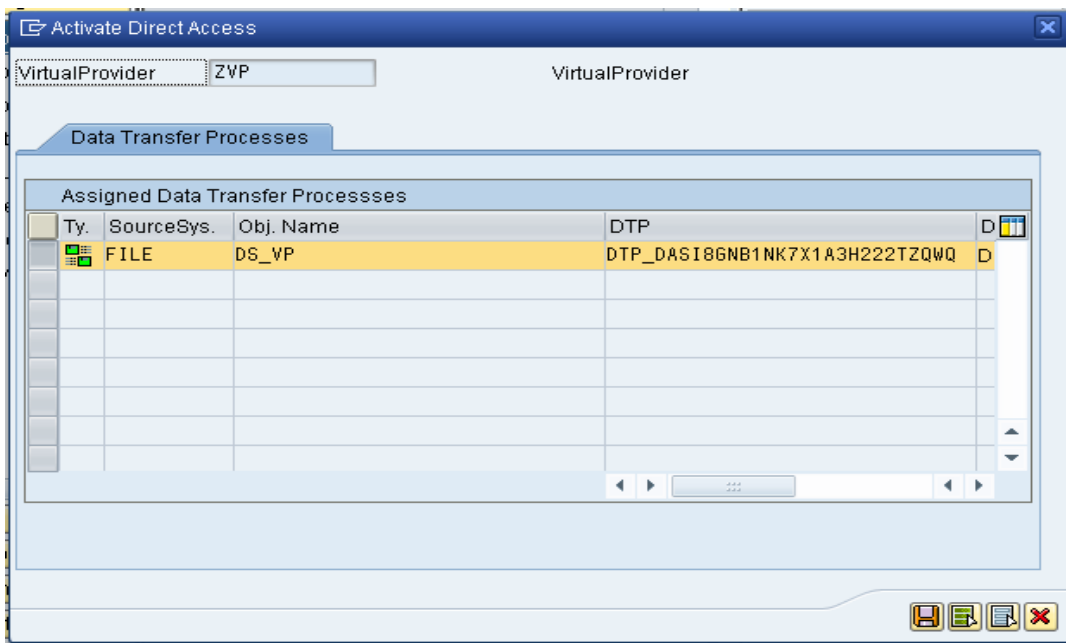 Activate Direct Access
VirtualProvider ZVP VirtualProvider
Data Transfer Processes
Assigned Data Transfer Processses
Ty. SourceSys. Obj. Name DTP D
FILE DS_VP DTP_DASI8GNB1NK7X1A3H222TZQWQ D